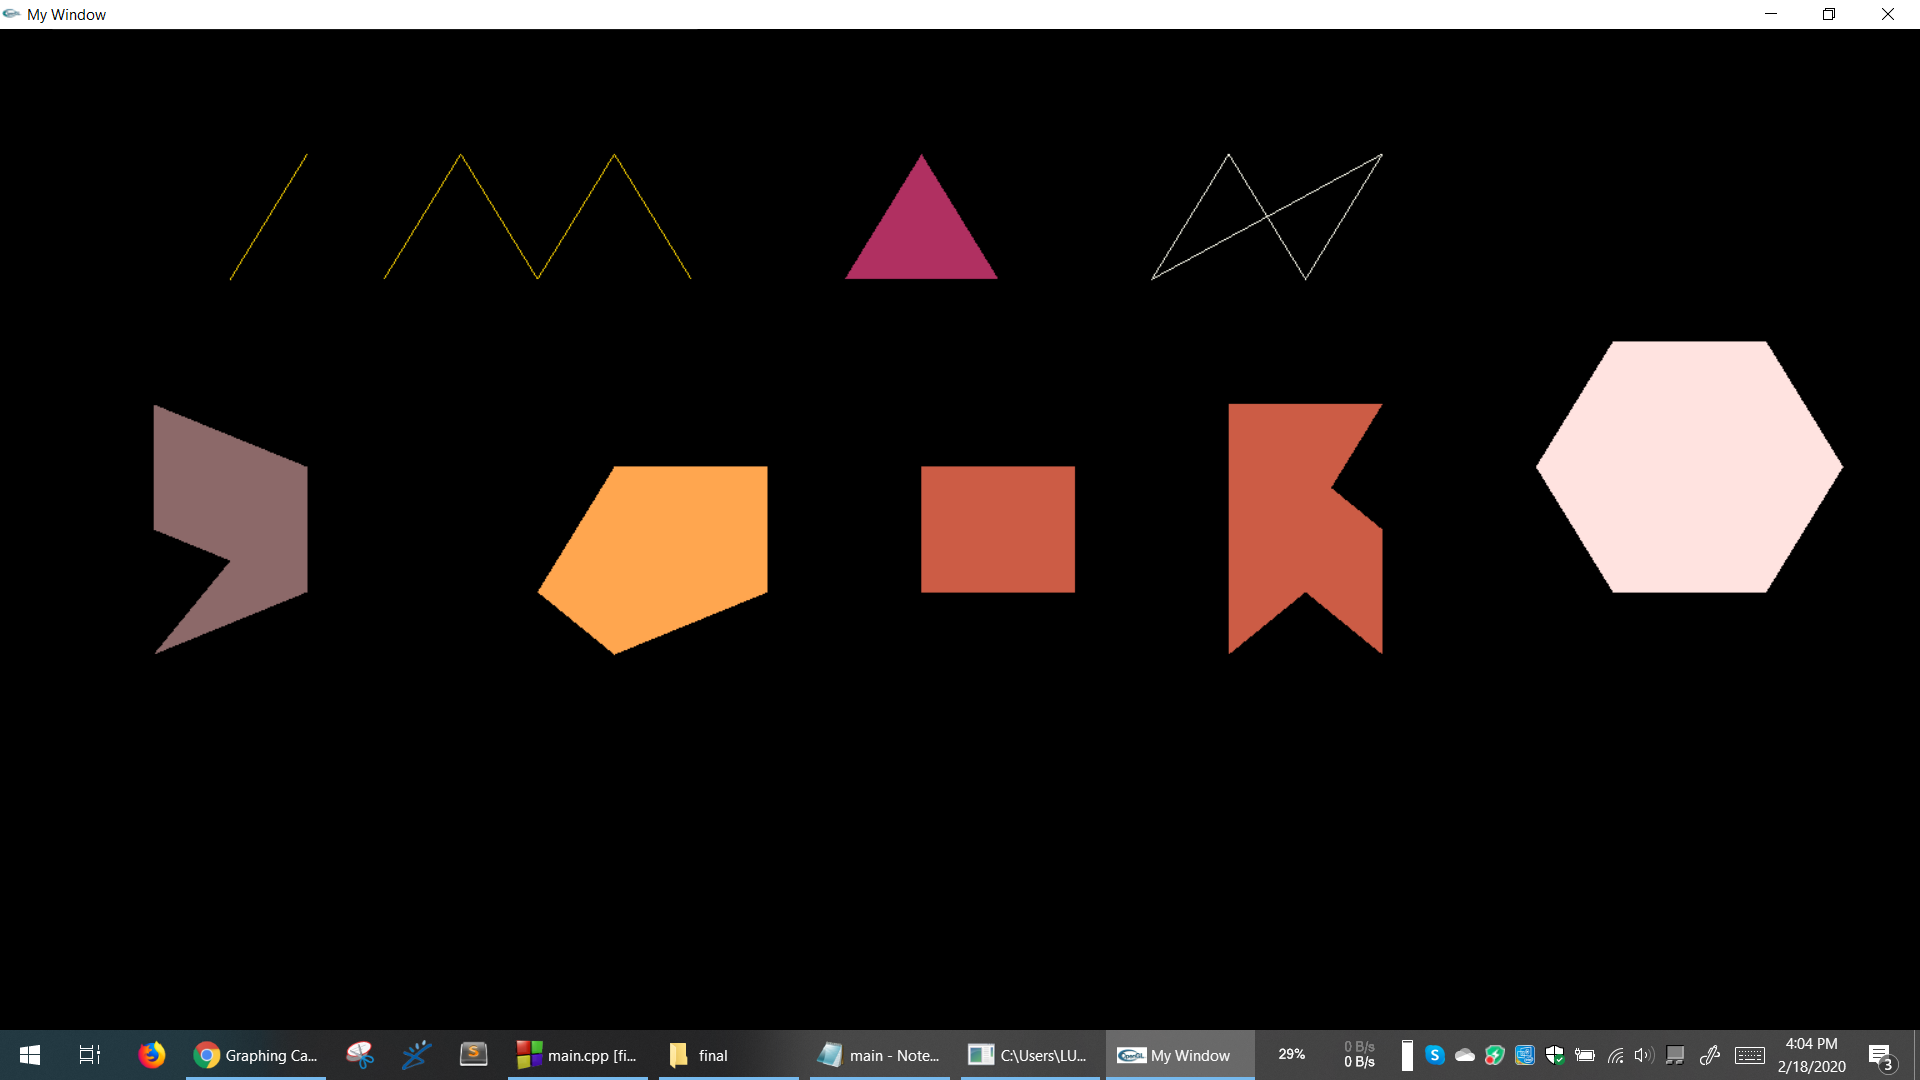 My Window
Graphing Ca...
S
main.cpp [fi...
final
main - Note...
C:\Users\LU...
OpenGL
My Window
29%
0 B/s
0 B/s
S
4:04 PM
2/18/2020
3